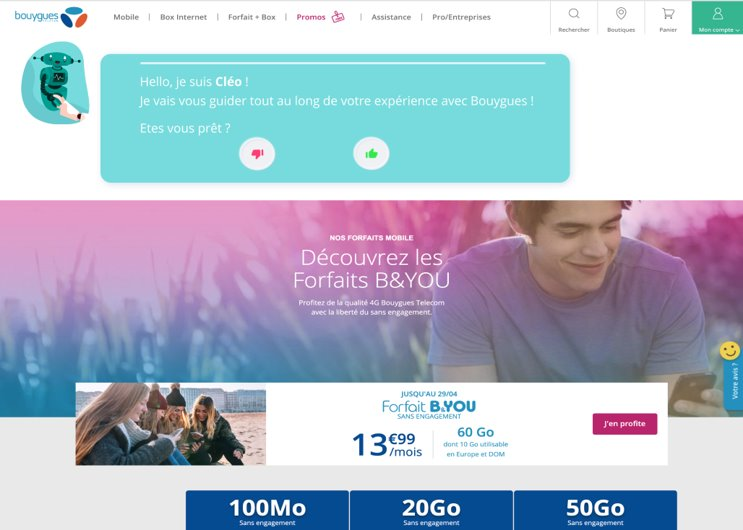 bouygues
Mobile | Box Internet | Forfait + Box | Promos | Assistance | Pro/Entreprises
Rechercher
Boutiques
Panier
Mon compte
Hello, je suis Cléo !
Je vais vous guider tout au long de votre expérience avec Bouygues !
Etes vous prêt ?
NOS FORFAITS MOBILE
Découvrez les
Forfaits B&YOU
Profitez de la qualité 4G Bouygues Telecom
avec la liberté du sans engagement.
Votre avis ?
JUSQU'AU 29/04
Forfait B&YOU
SANS ENGAGEMENT
13€99
/mois
60 Go
dont 10 Go utilisable
en Europe et DOM
J'en profite
100Mo
Sans engagement
20Go
Sans engagement
50Go
Sans engagement